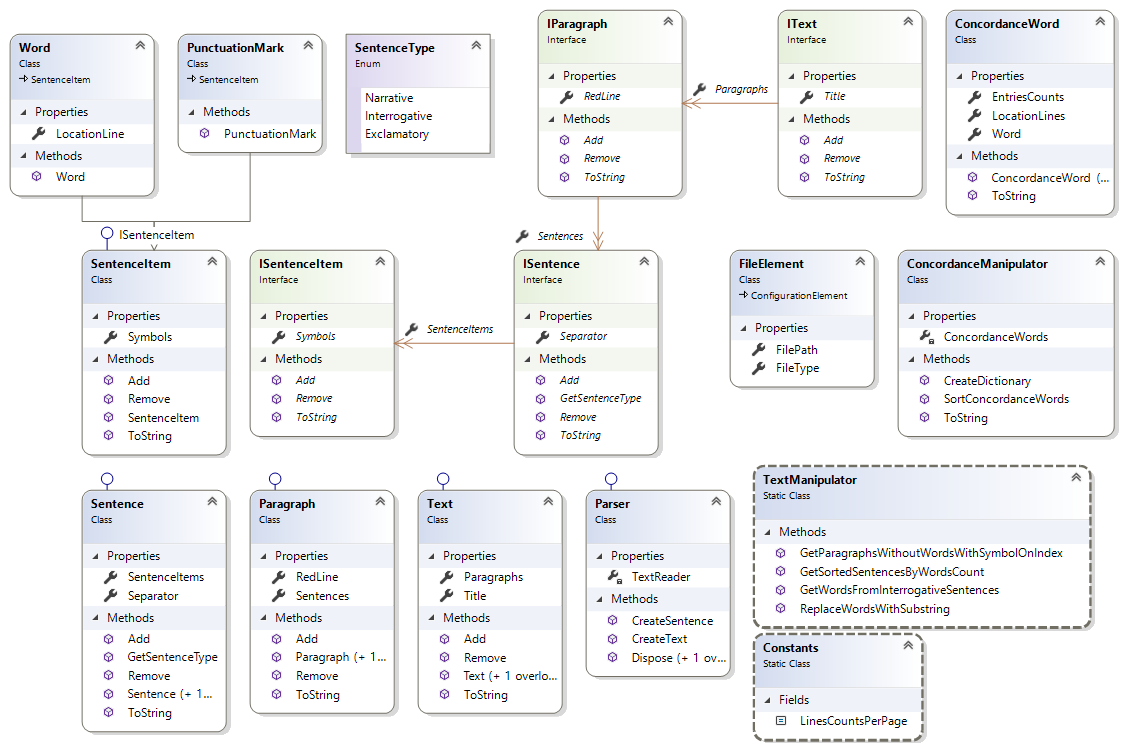 Word
Class
SentenceItem
Properties
LocationLine
Methods
Word
PunctuationMark
Class
SentenceItem
Methods
PunctuationMark
SentenceType
Enum
Narrative
Interrogative
Exclamatory
IParagraph
Interface
Properties
RedLine
Methods
Add
Remove
ToString
Paragraphs
IText
Interface
Properties
Title
Methods
Add
Remove
ToString
ConcordanceWord
Class
Properties
EntriesCounts
LocationLines
Word
Methods
ConcordanceWord (...
ToString
ISentenceItem
SentenceItem
Class
Properties
Symbols
Methods
Add
Remove
SentenceItem
ToString
ISentenceItem
Interface
Properties
Symbols
Methods
Add
Remove
ToString
SentenceItems
Sentences
ISentence
Interface
Properties
Separator
Methods
Add
GetSentenceType
Remove
ToString
FileElement
Class
ConfigurationElement
Properties
FilePath
FileType
ConcordanceManipulator
Class
Properties
ConcordanceWords
Methods
CreateDictionary
SortConcordanceWords
ToString
Sentence
Class
Properties
SentenceItems
Separator
Methods
Add
GetSentenceType
Remove
Sentence (+ 1...
ToString
Paragraph
Class
Properties
RedLine
Sentences
Methods
Add
Paragraph (+ 1...
Remove
ToString
Text
Class
Properties
Paragraphs
Title
Methods
Add
Remove
Text (+ 1 overlo...
ToString
Parser
Class
Properties
TextReader
Methods
CreateSentence
CreateText
Dispose (+ 1 ov...
TextManipulator
Static Class
Methods
GetParagraphsWithoutWordsWithSymbolOnIndex
GetSortedSentencesByWordsCount
GetWordsFromInterrogativeSentences
ReplaceWordsWithSubstring
Constants
Static Class
Fields
LinesCountsPerPage